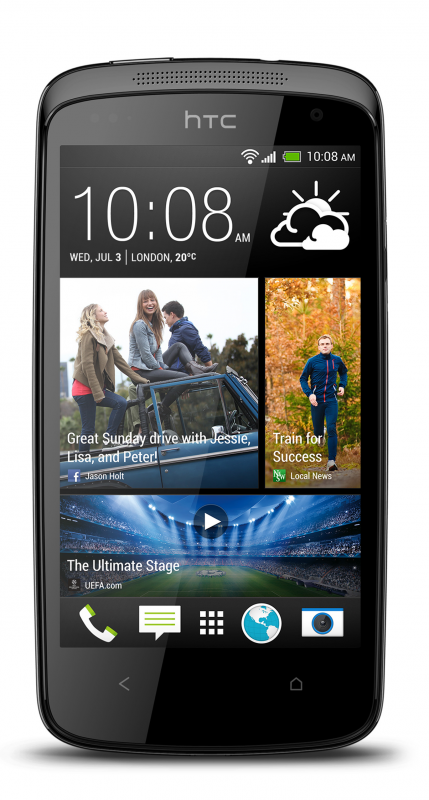 hTC
10:08 AM
10:08 AM
WED, JUL 3 | LONDON, 20°C
Great Sunday drive with Jessie,
Lisa, and Peter!
f Jason Holt
Train for
Success
Local News
The Ultimate Stage
UEFA.com